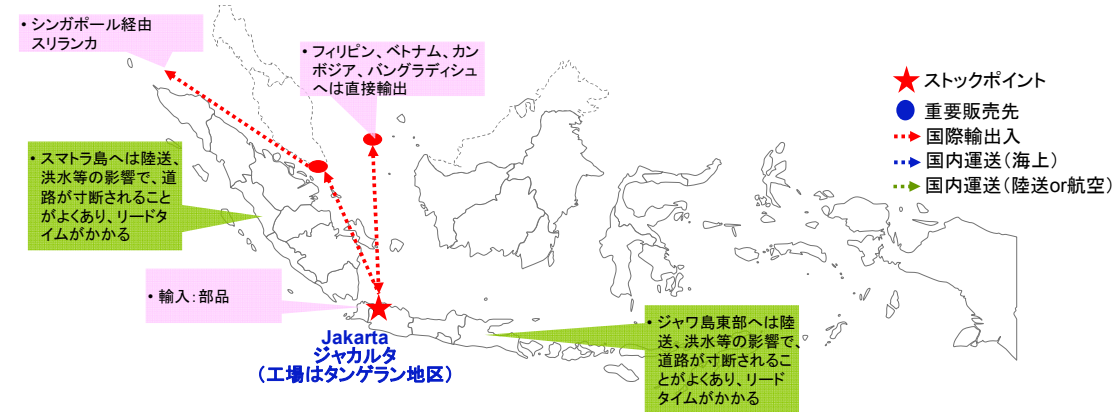 • シンガポール経由
スリランカ
• フィリピン、ベトナム、カン
ボジア、バングラディシュ
へは直接輸出
ストックポイント
重要販売先
国際輸出入
国内運送（海上）
国内運送（陸送or航空）
• スマトラ島へは陸送、
洪水等の影響で、道
路が寸断されること
がよくあり、リードタ
イムがかかる
• 輸入：部品
Jakarta
ジャカルタ
（工場はタンゲラン地区）
• ジャワ島東部へは陸
送、洪水等の影響で、
道路が寸断されるこ
とがよくあり、リード
タイムがかかる